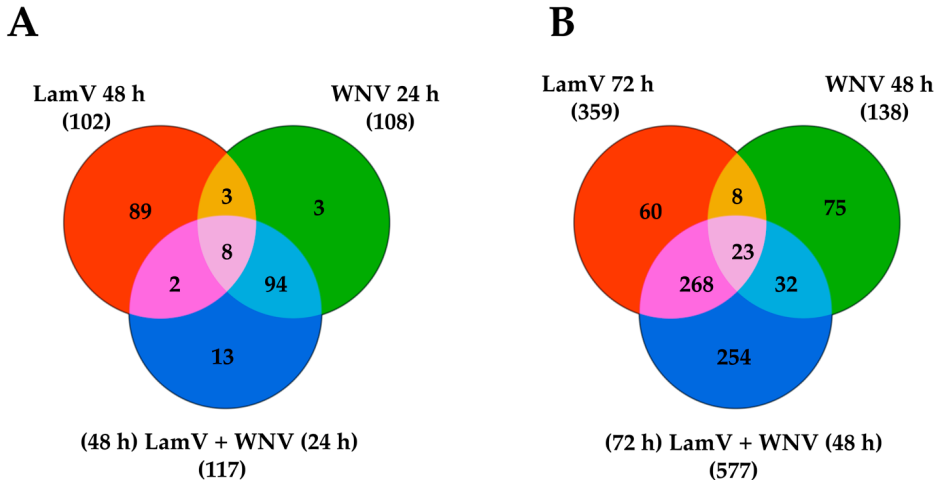 A
B
LamV 48 h
(102)
WNV 24 h
(108)
LamV 72 h
(359)
WNV 48 h
(138)
89
3
3
8
2
94
13
60
8
75
23
268
32
254
(48 h) LamV + WNV (24 h)
(117)
(72 h) LamV + WNV (48 h)
(577)